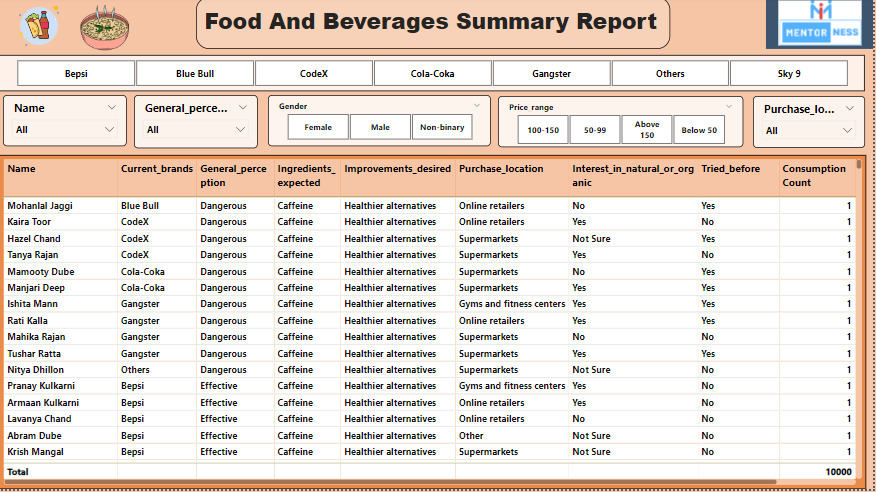 Food And Beverages Summary Report
MENTOR NESS
Bepsi Blue Bull CodeX Cola-Coka Gangster Others Sky 9
Name General_perce... Gender Price_range Purchase_lo...
All All Female Male Non-binary 100-150 50-99 Above 150 Below 50 All
Name Current_brands General_perce Ingredients_ Improvements_desired Purchase_location Interest_in_natural_or_org Tried_before Consumption
ption expected anic Count
Mohanlal Jaggi Blue Bull Dangerous Caffeine Healthier alternatives Online retailers No Yes 1
Kaira Toor CodeX Dangerous Caffeine Healthier alternatives Online retailers Yes No 1
Hazel Chand CodeX Dangerous Caffeine Healthier alternatives Supermarkets Not Sure Yes 1
Tanya Rajan CodeX Dangerous Caffeine Healthier alternatives Supermarkets Yes No 1
Mamooty Dube Cola-Coka Dangerous Caffeine Healthier alternatives Supermarkets No Yes 1
Manjari Deep Cola-Coka Dangerous Caffeine Healthier alternatives Supermarkets Yes Yes 1
Ishita Mann Gangster Dangerous Caffeine Healthier alternatives Gyms and fitness centers Yes Yes 1
Rati Kalla Gangster Dangerous Caffeine Healthier alternatives Online retailers Yes Yes 1
Mahika Rajan Gangster Dangerous Caffeine Healthier alternatives Supermarkets No No 1
Tushar Ratta Gangster Dangerous Caffeine Healthier alternatives Supermarkets Yes Yes 1
Nitya Dhillon Others Dangerous Caffeine Healthier alternatives Supermarkets Not Sure No 1
Pranay Kulkarni Bepsi Effective Caffeine Healthier alternatives Gyms and fitness centers Yes No 1
Armaan Kulkarni Bepsi Effective Caffeine Healthier alternatives Online retailers Yes No 1
Lavanya Chand Bepsi Effective Caffeine Healthier alternatives Online retailers No No 1
Abram Dube Bepsi Effective Caffeine Healthier alternatives Other Not Sure No 1
Krish Mangal Bepsi Effective Caffeine Healthier alternatives Supermarkets Not Sure No 1
Total 10000